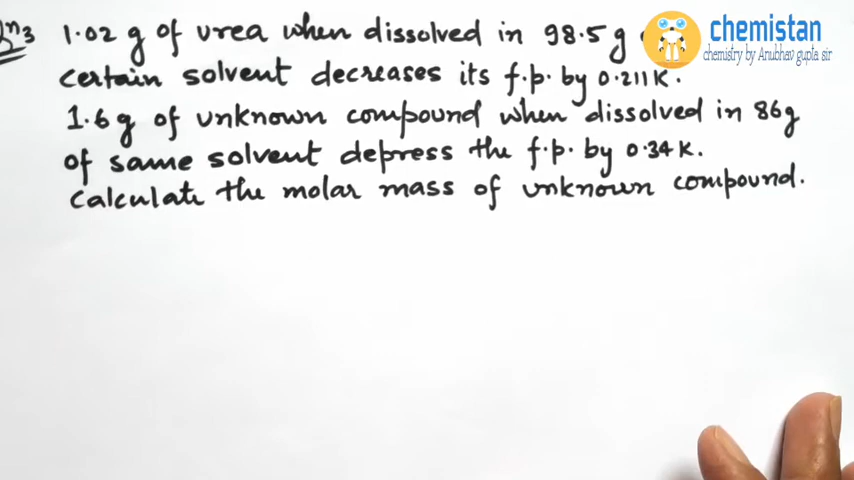 1.02 g of urea when dissolved in 98.5 g
certain solvent decreases its f.p. by 0.211K.
1.6 g of unknown compound when dissolved in 86g
of same solvent depress the f.p. by 0.34 K.
Calculate the molar mass of unknown compound.
chemistan
chemistry by Anubhav gupta sir